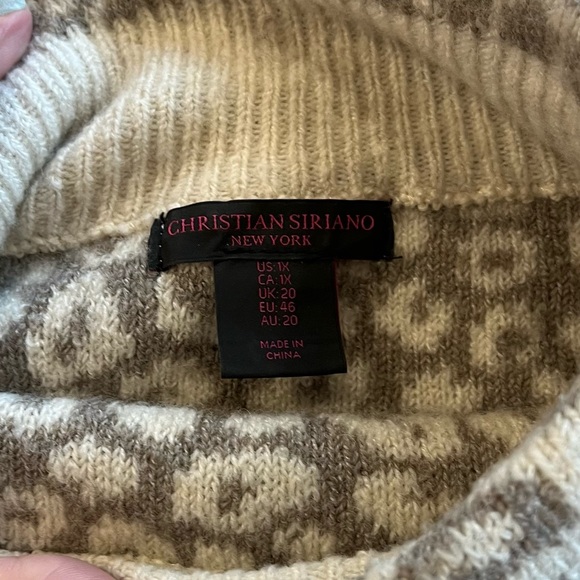 CHRISTIAN SIRIANO
NEW YORK
US: 1X
CA: 1X
UK: 20
EU: 46
AU: 20
MADE IN
CHINA